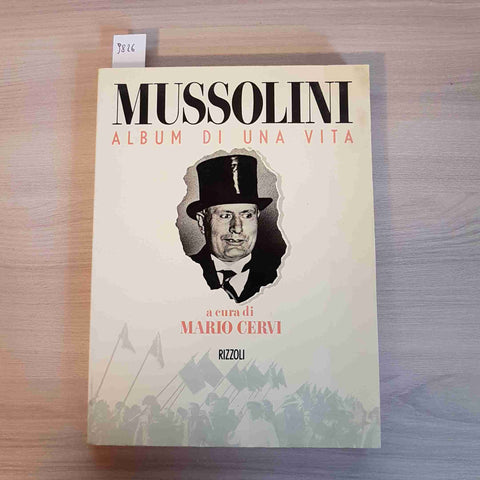 9826
MUSSOLINI
ALBUM DI UNA VITA
a cura di
MARIO CERVI
RIZZOLI